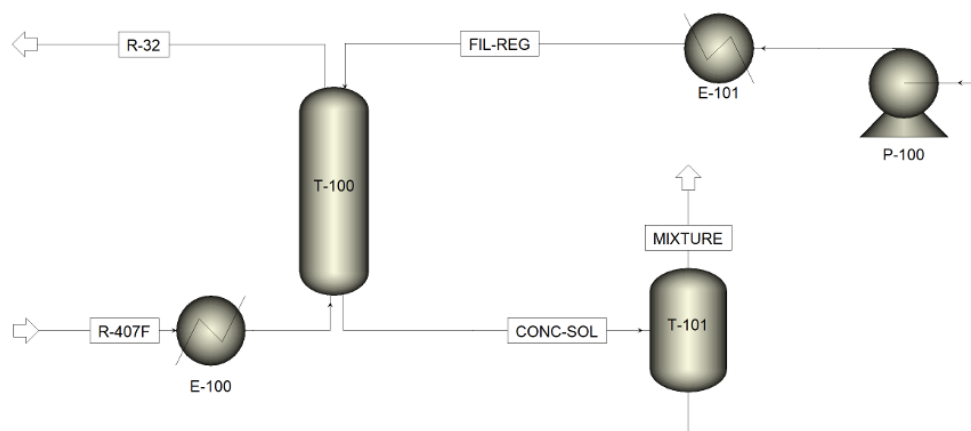 R-32
FIL-REG
E-101
P-100
T-100
MIXTURE
R-407F
CONC-SOL
T-101
E-100